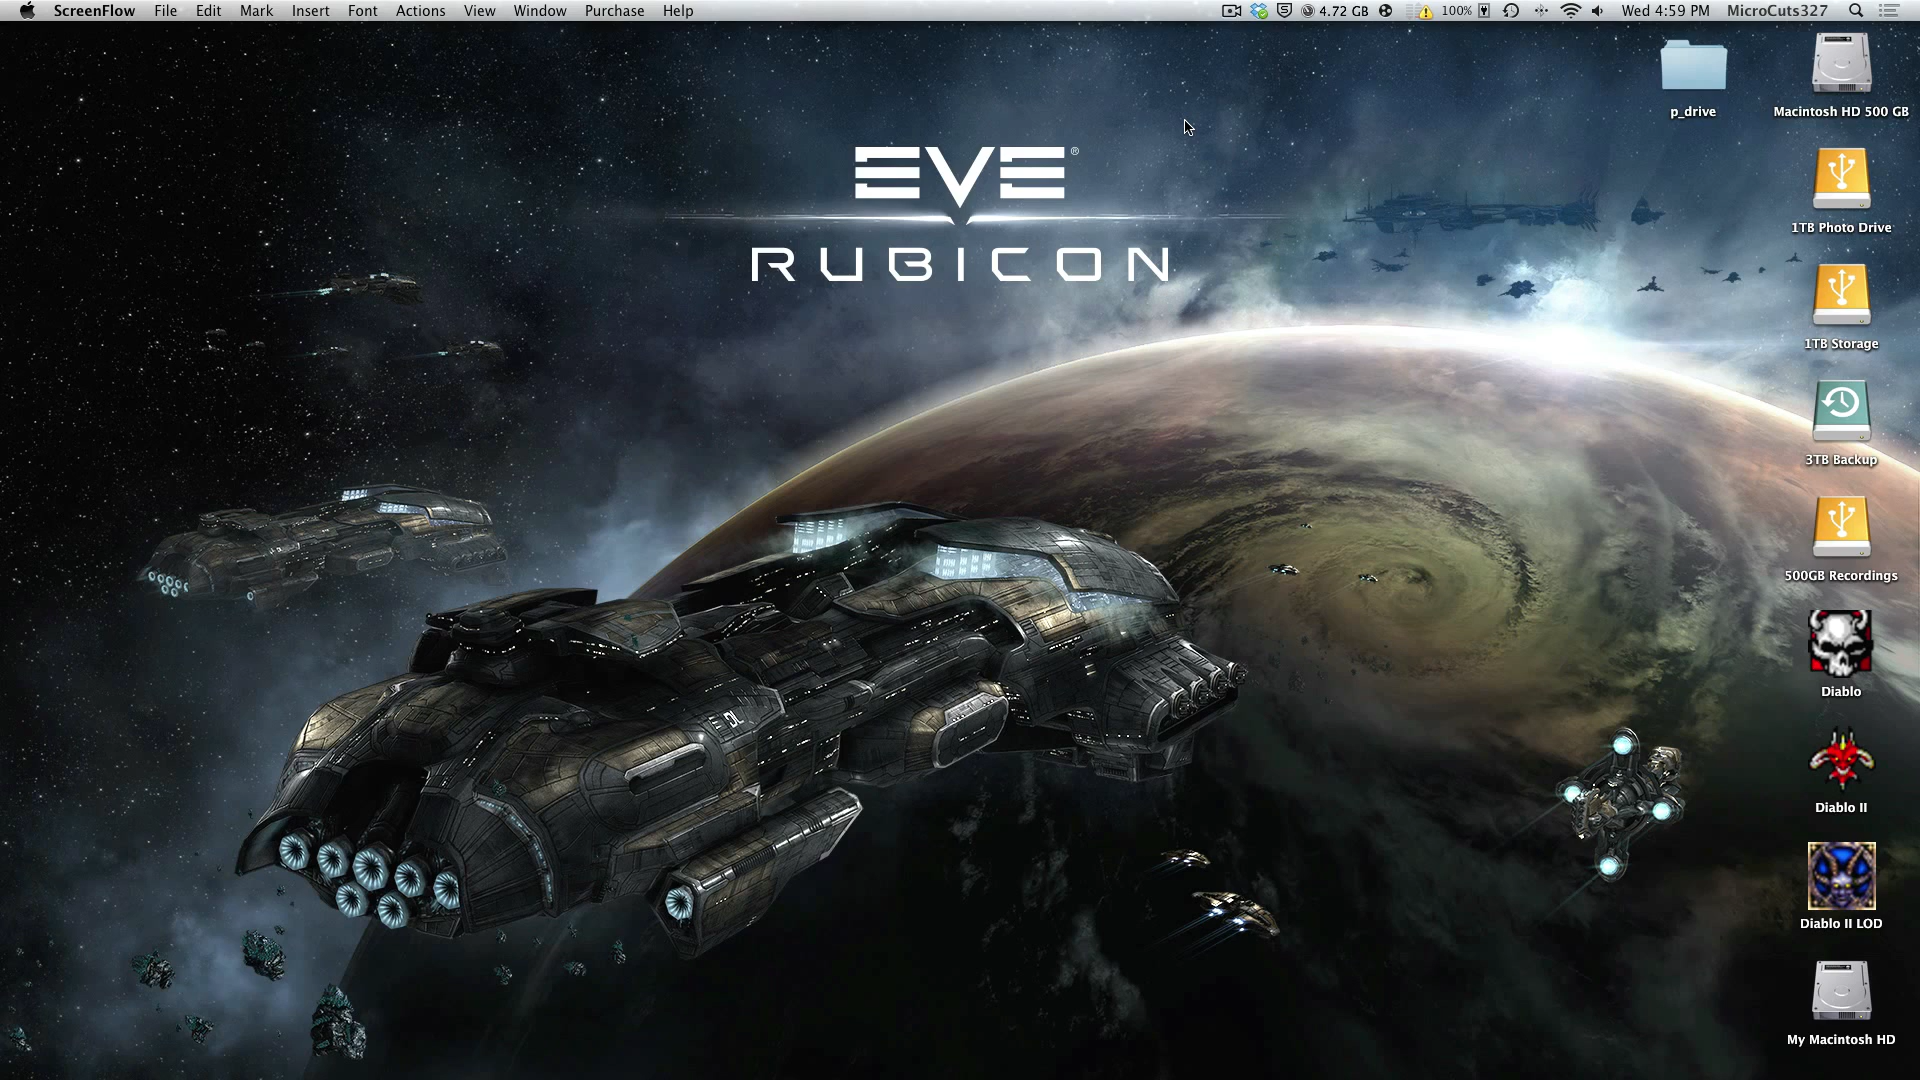 ScreenFlow File Edit Mark Insert Font Actions View Window Purchase Help 4.72 GB 100% Wed 4:59 PM MicroCuts327
p_drive
Macintosh HD 500 GB
EVE®
RUBICON
1TB Photo Drive
1TB Storage
3TB Backup
500GB Recordings
Diablo
Diablo II
Diablo II LOD
My Macintosh HD